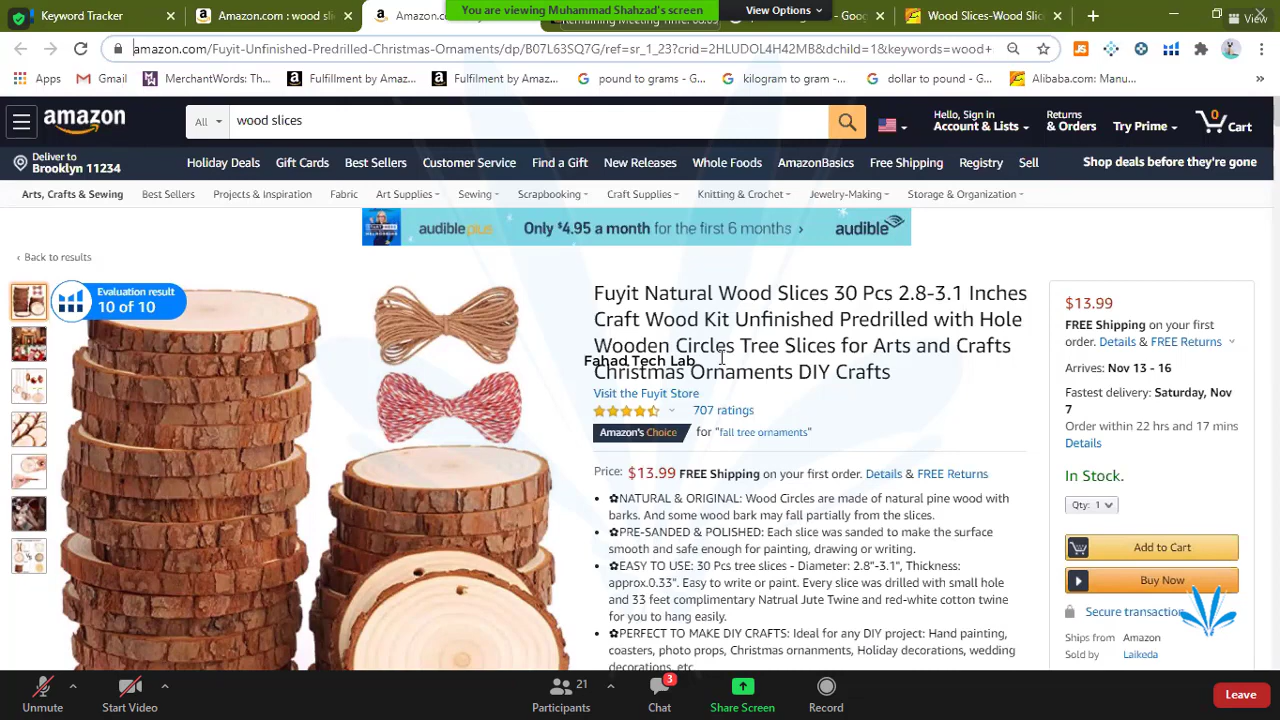 You are viewing Muhammad Shahzad's screen
View Options
Keyword Tracking
Amazon.com : wood slic
Wood Slices-Wood Slic
View
amazon.com/Fuyit-Unfinished-Predrilled-Christmas-Ornaments/dp/B07L63SQ7G/ref=sr_1_23?crid=2HLUDOL4H42MB&dchild=1&keywords=wood+
Apps
Gmail
MerchantWords: Th...
Fulfillment by Amaz...
Fulfilment by Amaz...
pound to grams - G...
kilogram to gram -...
dollar to pound - G...
Alibaba.com: Manu...
amazon
All
wood slices
Hello, Sign in
Account & Lists
Returns
& Orders
Try Prime
0
Cart
Deliver to
Brooklyn 11234
Holiday Deals
Gift Cards
Best Sellers
Customer Service
Find a Gift
New Releases
Whole Foods
AmazonBasics
Free Shipping
Registry
Sell
Shop deals before they're gone
Arts, Crafts & Sewing
Best Sellers
Projects & Inspiration
Fabric
Art Supplies
Sewing
Scrapbooking
Craft Supplies
Knitting & Crochet
Jewelry-Making
Storage & Organization
audible plus
Only $4.95 a month for the first 6 months ›
audible
‹ Back to results
Evaluation result
10 of 10
Fuyit Natural Wood Slices 30 Pcs 2.8-3.1 Inches
Craft Wood Kit Unfinished Predrilled with Hole
Wooden Circles Tree Slices for Arts and Crafts
Christmas Ornaments DIY Crafts
Fahad Tech Lab
Visit the Fuyit Store
707 ratings
Amazon's Choice for "fall tree ornaments"
Price: $13.99 FREE Shipping on your first order. Details & FREE Returns
✿NATURAL & ORIGINAL: Wood Circles are made of natural pine wood with
barks. And some wood bark may fall partially from the slices.
✿PRE-SANDED & POLISHED: Each slice was sanded to make the surface
smooth and safe enough for painting, drawing or writing.
✿EASY TO USE: 30 Pcs tree slices - Diameter: 2.8"-3.1", Thickness:
approx.0.33". Easy to write or paint. Every slice was drilled with small hole
and 33 feet complimentary Natrual Jute Twine and red-white cotton twine
for you to hang easily.
✿PERFECT TO MAKE DIY CRAFTS: Ideal for any DIY project: Hand painting,
coasters, photo props, Christmas ornanments, Holiday decorations, wedding
decorations, etc.
$13.99
FREE Shipping on your first
order. Details & FREE Returns
Arrives: Nov 13 - 16
Fastest delivery: Saturday, Nov
7
Order within 22 hrs and 17 mins
Details
In Stock.
Qty: 1
Add to Cart
Buy Now
Secure transaction
Ships from Amazon
Sold by Laikeda
Unmute
Start Video
21
Participants
3
Chat
Share Screen
Record
Leave